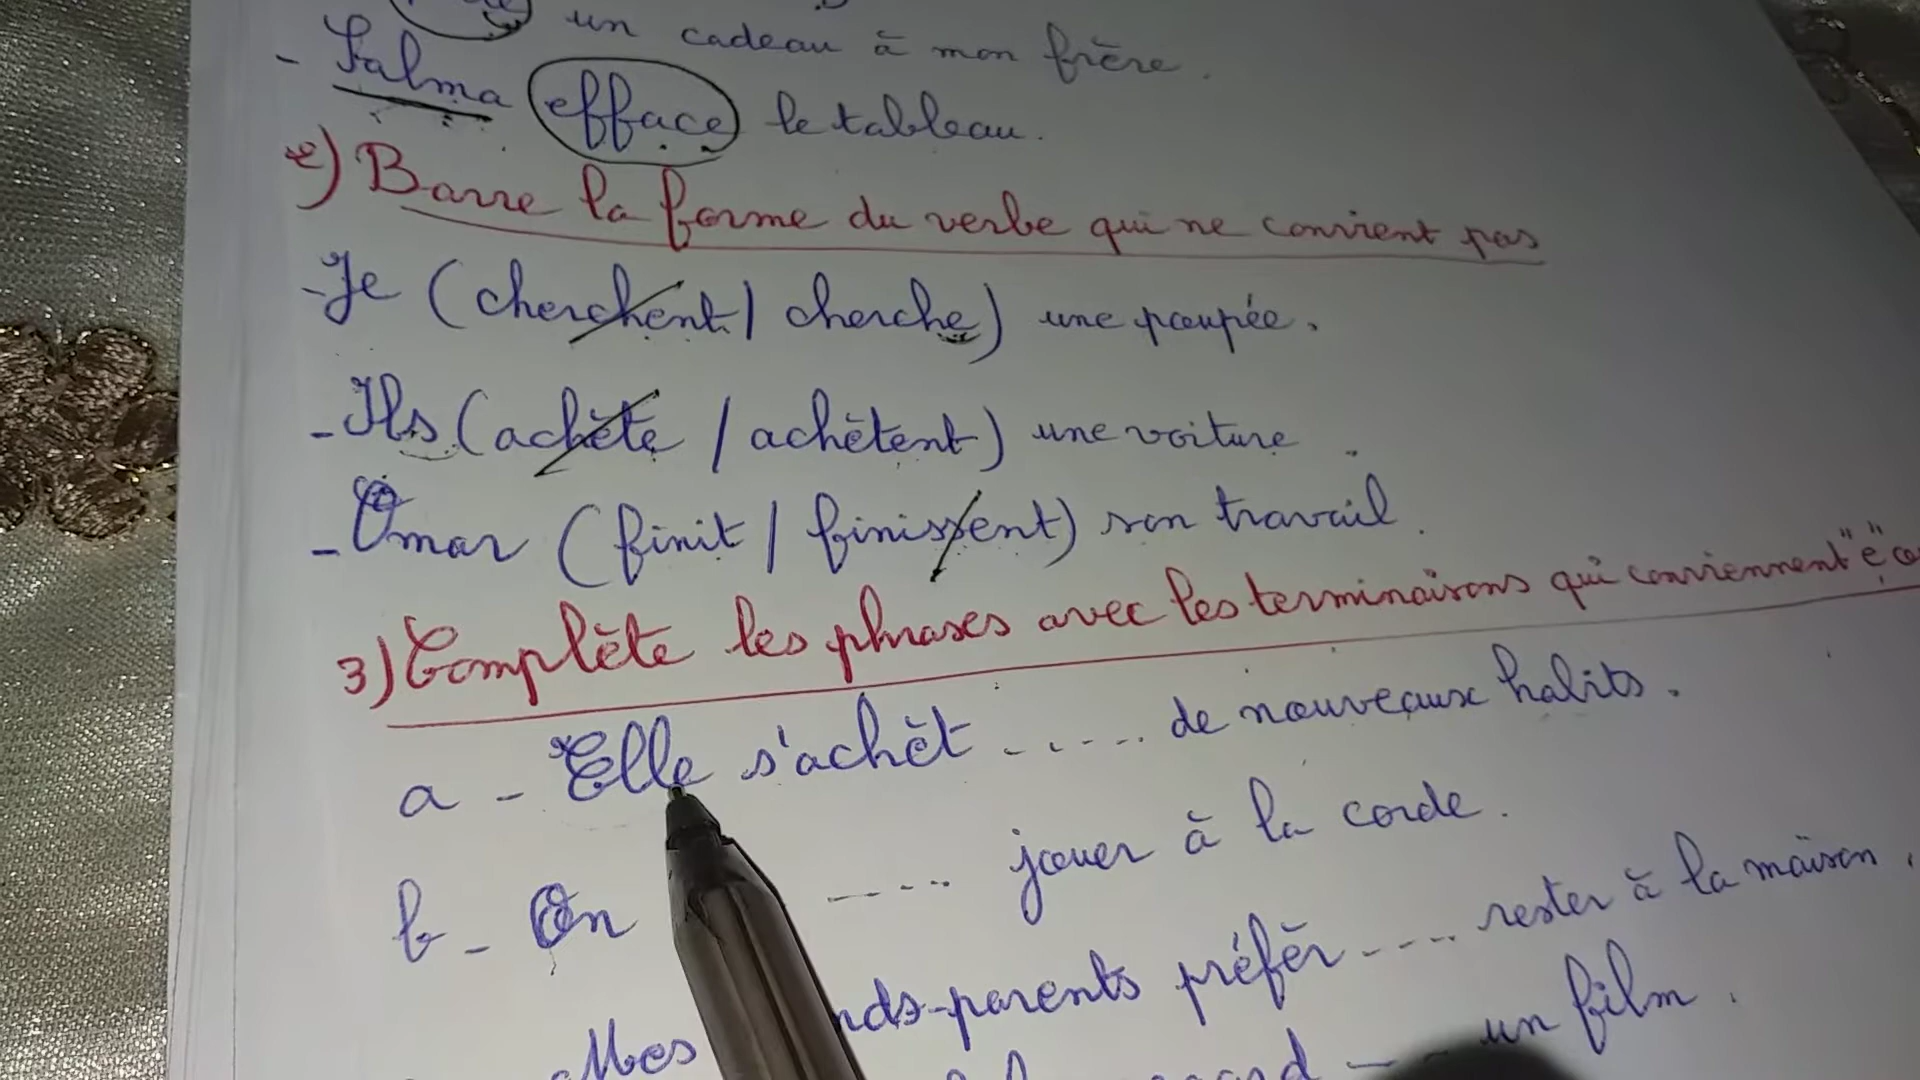 un cadeau à mon frère.
- Salma efface le tableau.
2) Barre la forme du verbe qui ne convient pas
- Je (cherchent / cherche) une poupée.
- Ils (achète / achètent) une voiture.
- Omar (finit / finissent) son travail.
3) Complète les phrases avec les terminaisons qui conviennent "e"
a - Elle s'achèt ..... de nouveaux habits.
b - On .... jouer à la corde.
Mes nds-parents préfèr .... rester à la maison.
un film.